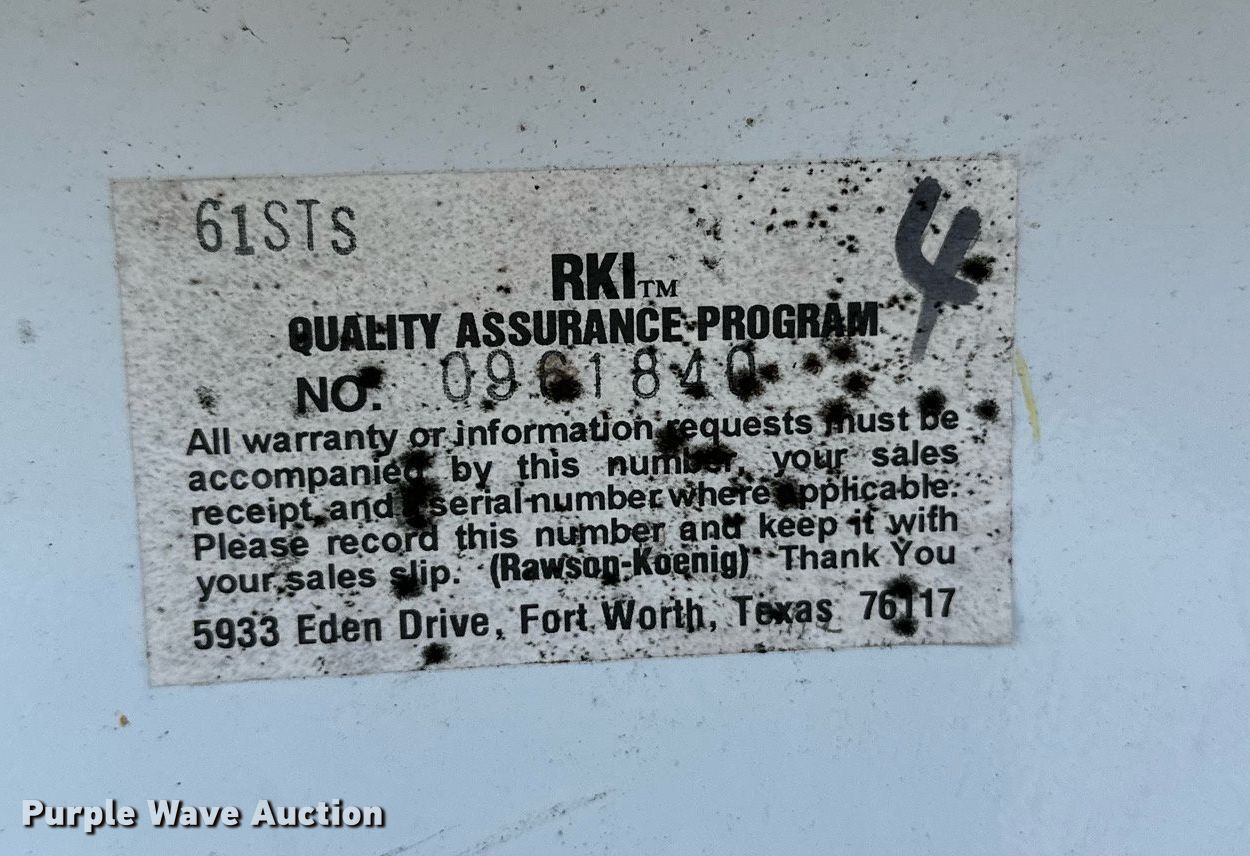 61STS
4
RKI™
QUALITY ASSURANCE PROGRAM
NO. 0961840
All warranty or information requests must be
accompanied by this number, your sales
receipt and serial number where applicable.
Please record this number and keep it with
your sales slip. (Rawson-Koenig) Thank You
5933 Eden Drive, Fort Worth, Texas 76117
Purple Wave Auction